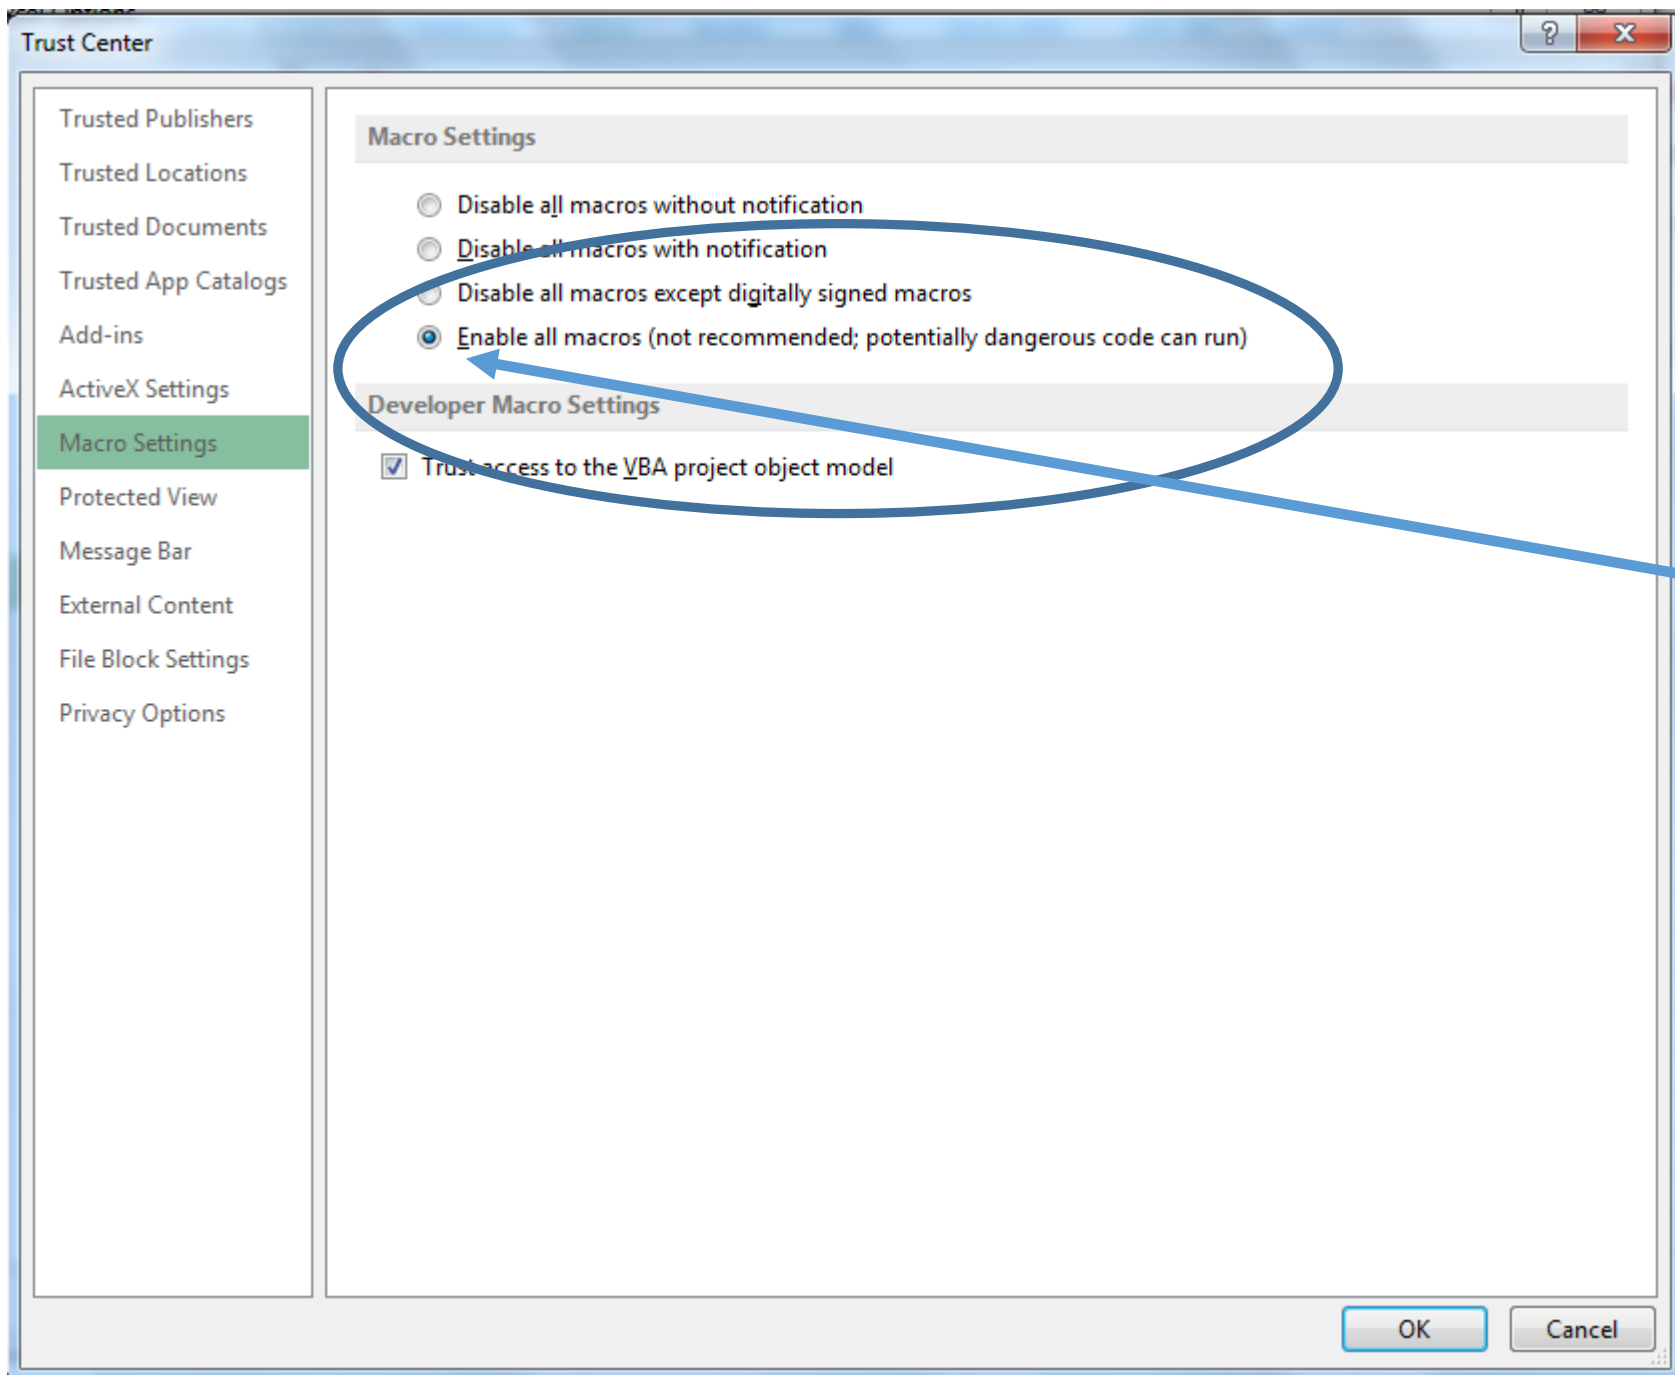 Trust Center
?
Trusted Publishers
Trusted Locations
Trusted Documents
Trusted App Catalogs
Add-ins
ActiveX Settings
Macro Settings
Protected View
Message Bar
External Content
File Block Settings
Privacy Options
Macro Settings
Disable all macros without notification
Disable all macros with notification
Disable all macros except digitally signed macros
Enable all macros (not recommended; potentially dangerous code can run)
Developer Macro Settings
Trust access to the VBA project object model
OK
Cancel